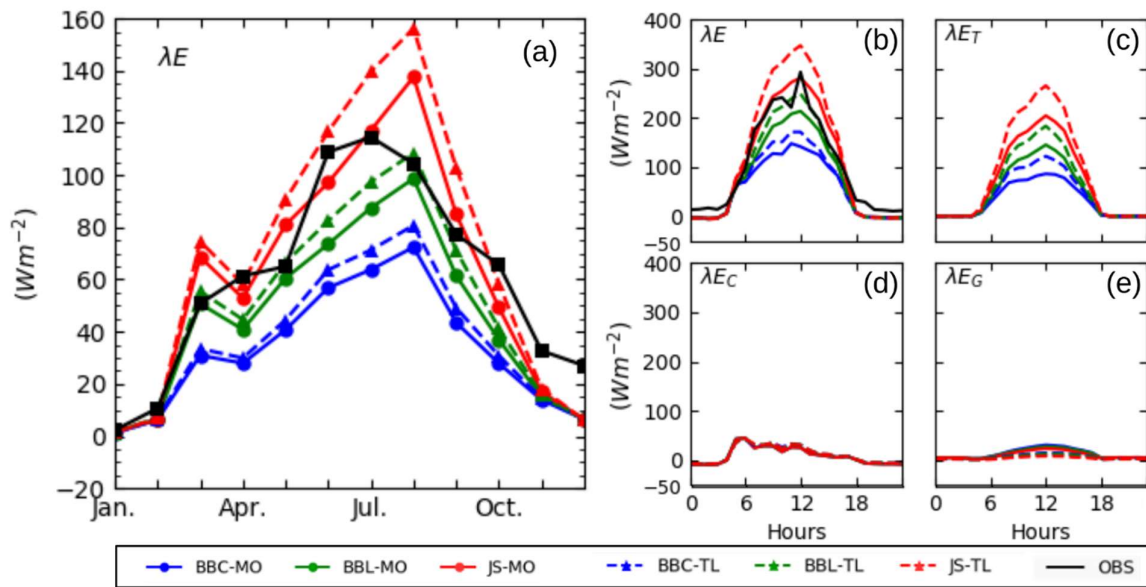 λE
(a)
(Wm⁻²)
160
140
120
100
80
60
40
20
0
−20
Jan.
Apr.
Jul.
Oct.
λE
(b)
(Wm⁻²)
400
300
200
100
0
−50
λE_T
(c)
λE_C
(d)
(Wm⁻²)
400
300
200
100
0
−50
0 6 12 18
Hours
λE_G
(e)
0 6 12 18
Hours
BBC-MO BBL-MO JS-MO BBC-TL BBL-TL JS-TL OBS